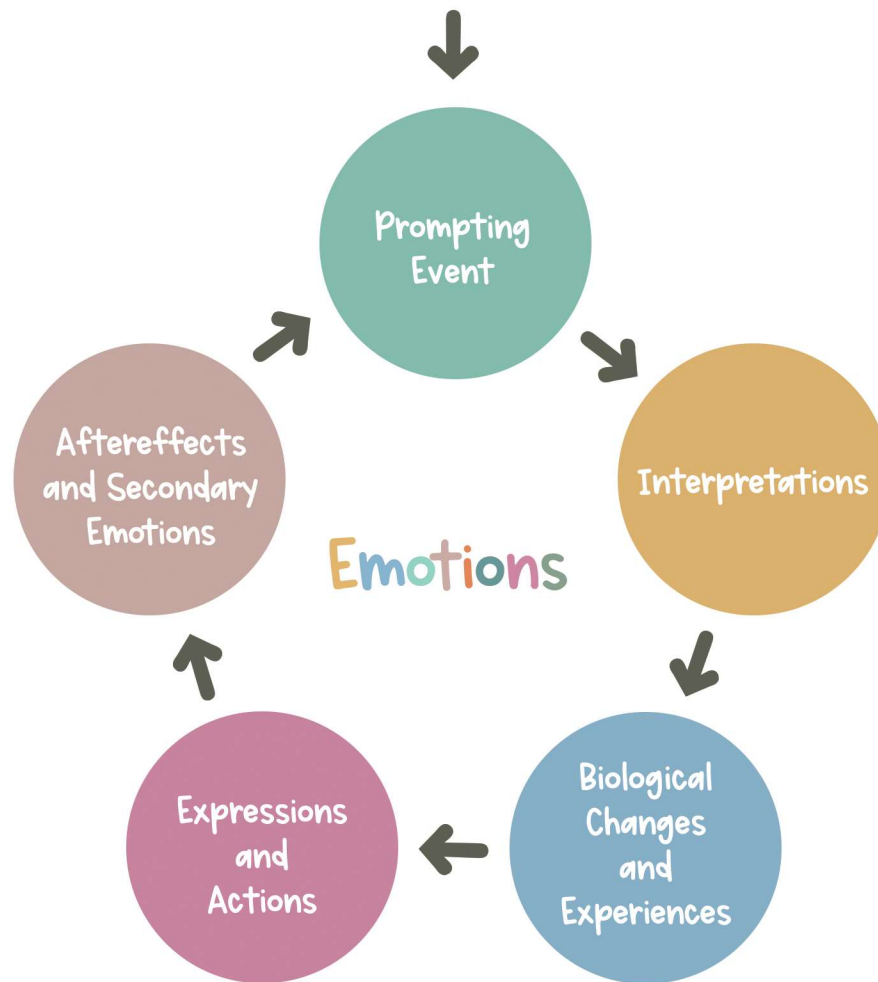 Prompting
Event
Interpretations
Biological
Changes
and
Experiences
Expressions
and
Actions
Aftereffects
and Secondary
Emotions
Emotions